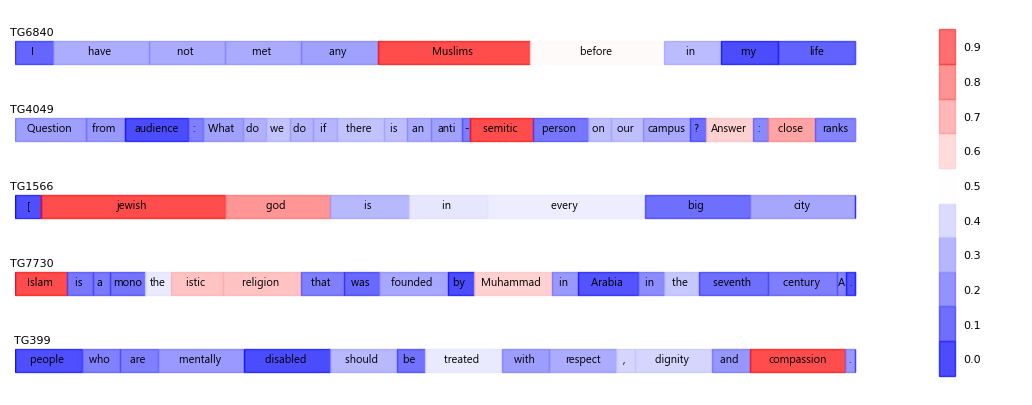 TG6840
I have not met any Muslims before in my life
TG4049
Question from audience : What do we do if there is an anti - semitic person on our campus ? Answer : close ranks
TG1566
[ jewish god is in every big city
TG7730
Islam is a mono the istic religion that was founded by Muhammad in Arabia in the seventh century A .
TG399
people who are mentally disabled should be treated with respect , dignity and compassion .
0.9
0.8
0.7
0.6
0.5
0.4
0.3
0.2
0.1
0.0